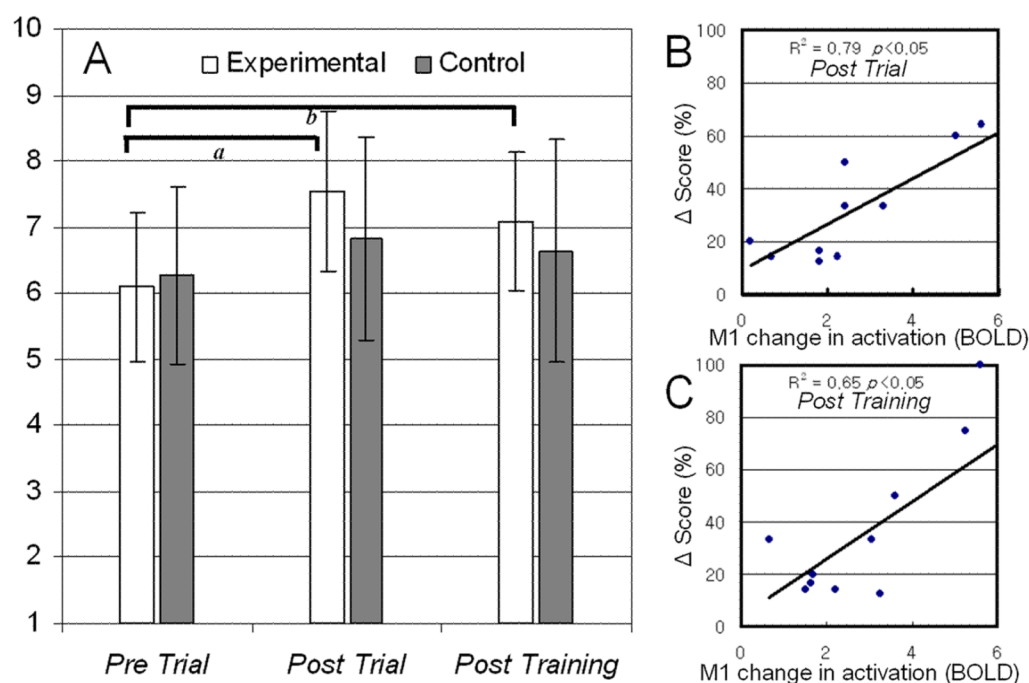 A
Experimental Control
b
a
10
9
8
7
6
5
4
3
2
1
Pre Trial Post Trial Post Training
B
R² = 0.79 p<0.05
Post Trial
Δ Score (%)
100
80
60
40
20
0
0 2 4 6
M1 change in activation (BOLD)
C
R² = 0.65 p<0.05
Post Training
Δ Score (%)
100
80
60
40
20
0
0 2 4 6
M1 change in activation (BOLD)